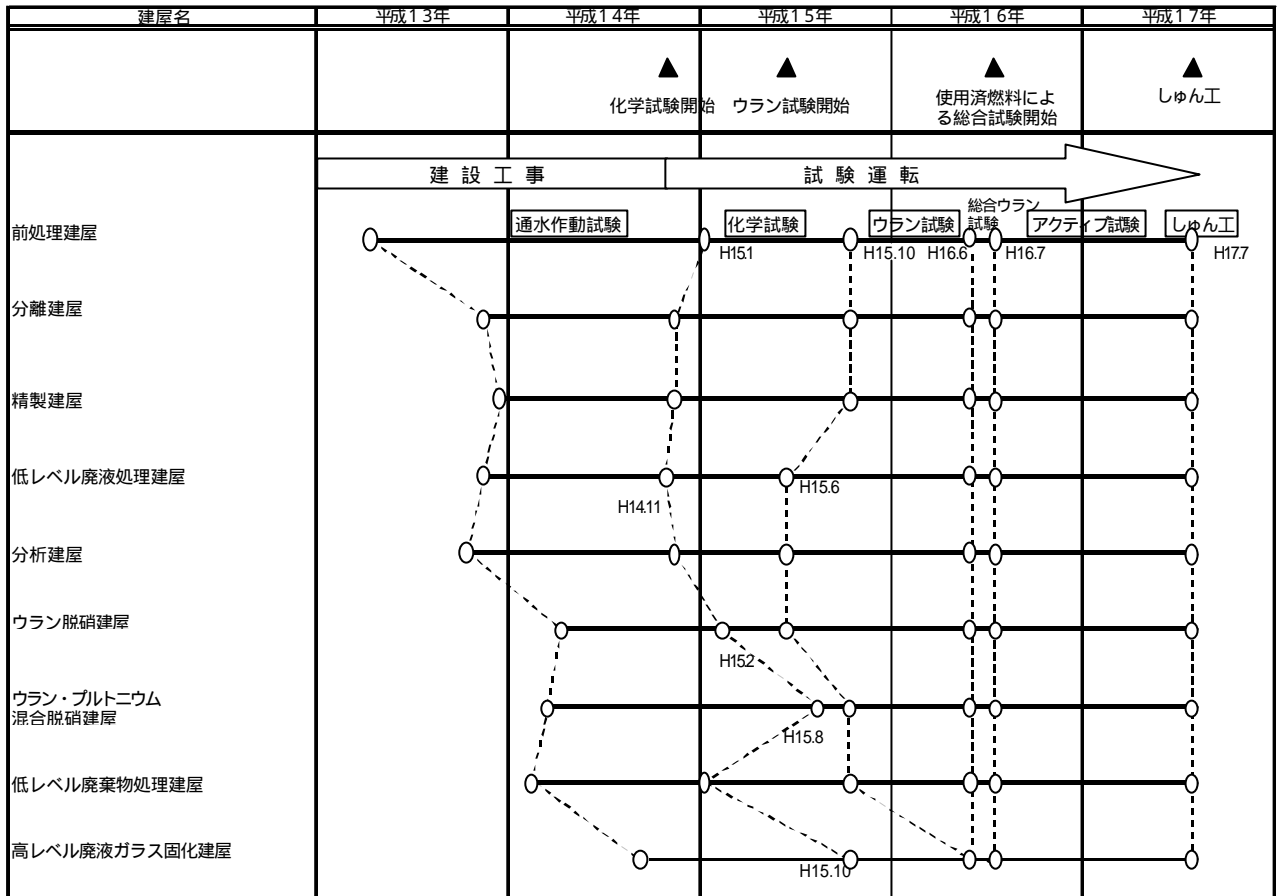 建屋名 平成13年 平成14年 平成15年 平成16年 平成17年
▲ ▲ ▲ ▲
化学試験開始 ウラン試験開始 使用済燃料によ しゅん工
る総合試験開始
建設工事 試験運転
総合ウラン
通水作動試験 化学試験 ウラン試験 試験 アクティブ試験 しゅん工
前処理建屋
H15.1 H15.10 H16.6 H16.7 H17.7
分離建屋
精製建屋
低レベル廃液処理建屋
H15.6
H14.11
分析建屋
ウラン脱硝建屋
H15.2
ウラン・プルトニウム
混合脱硝建屋
H15.8
低レベル廃棄物処理建屋
高レベル廃液ガラス固化建屋
H15.10